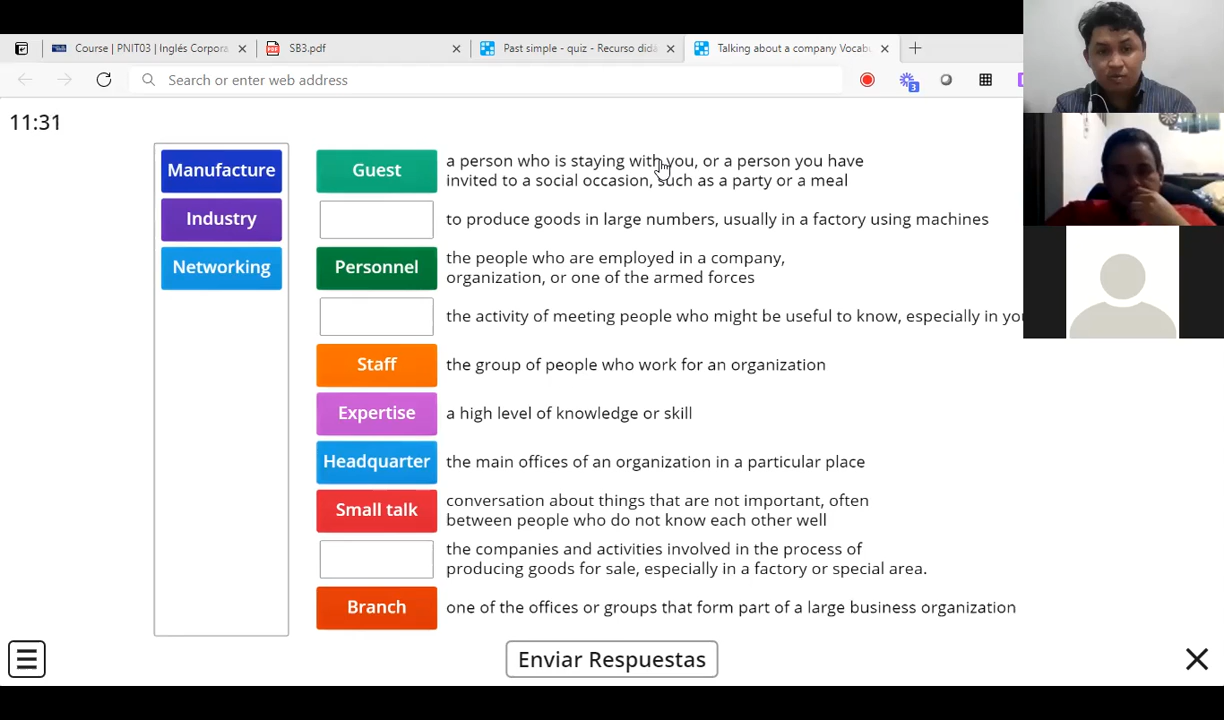 Course | PNIT03 | Inglés Corpora
SB3.pdf
Past simple - quiz - Recurso didá
Talking about a company Vocabu
Search or enter web address
3
11:31
Manufacture
Industry
Networking
Guest
a person who is staying with you, or a person you have
invited to a social occasion, such as a party or a meal
to produce goods in large numbers, usually in a factory using machines
Personnel
the people who are employed in a company,
organization, or one of the armed forces
the activity of meeting people who might be useful to know, especially in you
Staff
the group of people who work for an organization
Expertise
a high level of knowledge or skill
Headquarter
the main offices of an organization in a particular place
Small talk
conversation about things that are not important, often
between people who do not know each other well
the companies and activities involved in the process of
producing goods for sale, especially in a factory or special area.
Branch
one of the offices or groups that form part of a large business organization
Enviar Respuestas